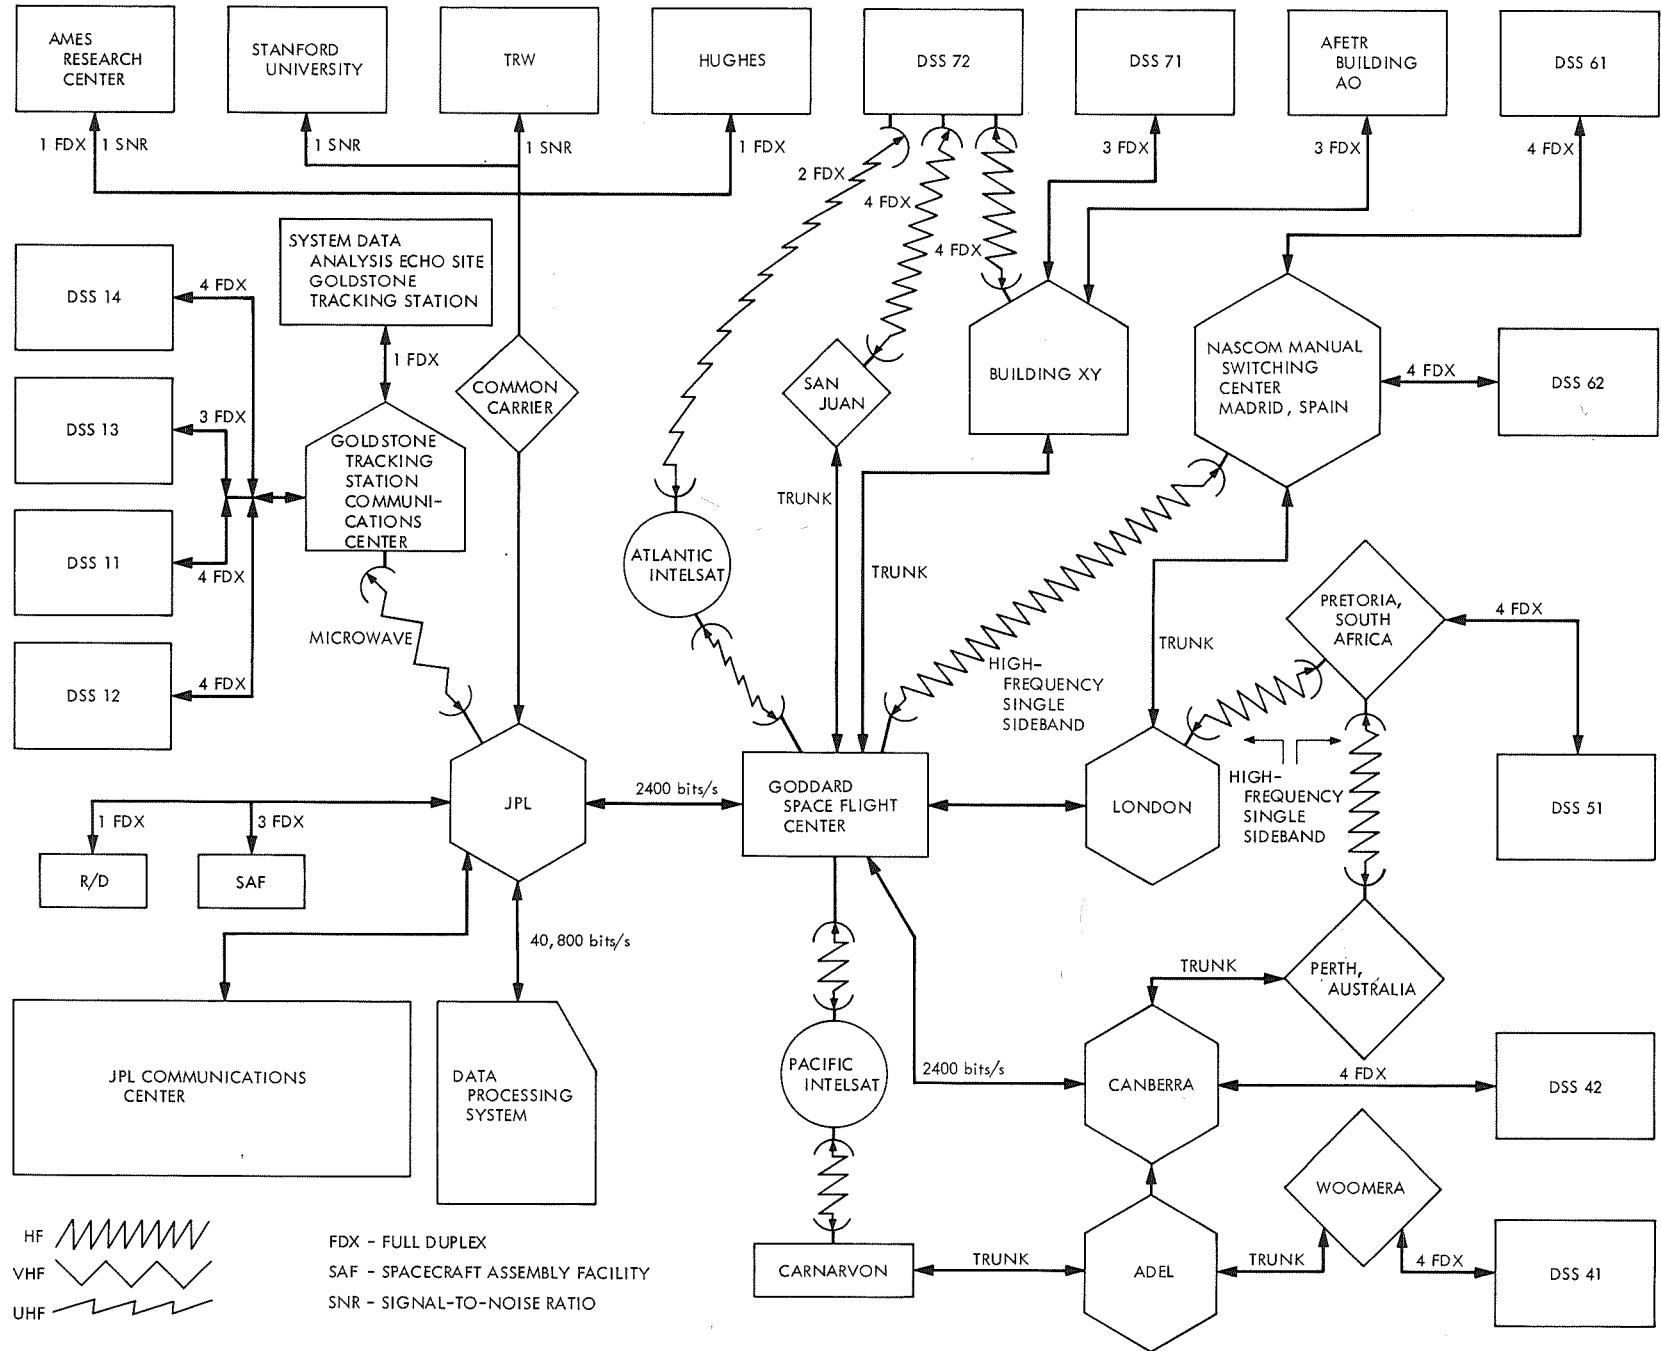 AMES
RESEARCH
CENTER
STANFORD
UNIVERSITY
TRW
HUGHES
DSS 72
DSS 71
AFETR
BUILDING
AO
DSS 61
1 FDX
1 SNR
1 SNR
1 SNR
1 FDX
2 FDX
4 FDX
4 FDX
3 FDX
3 FDX
4 FDX
SYSTEM DATA
ANALYSIS ECHO SITE
GOLDSTONE
TRACKING STATION
DSS 14
4 FDX
1 FDX
COMMON
CARRIER
SAN
JUAN
BUILDING XY
NASCOM MANUAL
SWITCHING
CENTER
MADRID, SPAIN
4 FDX
DSS 62
DSS 13
3 FDX
GOLDSTONE
TRACKING
STATION
COMMUNI-
CATIONS
CENTER
TRUNK
DSS 11
4 FDX
ATLANTIC
INTELSAT
TRUNK
MICROWAVE
PRETORIA,
SOUTH
AFRICA
4 FDX
TRUNK
DSS 12
4 FDX
HIGH-
FREQUENCY
SINGLE
SIDEBAND
HIGH-
FREQUENCY
SINGLE
SIDEBAND
JPL
2400 bits/s
GODDARD
SPACE FLIGHT
CENTER
LONDON
DSS 51
1 FDX
3 FDX
R/D
SAF
40,800 bits/s
TRUNK
PERTH,
AUSTRALIA
JPL COMMUNICATIONS
CENTER
DATA
PROCESSING
SYSTEM
PACIFIC
INTELSAT
2400 bits/s
CANBERRA
4 FDX
DSS 42
WOOMERA
CARNARVON
TRUNK
ADEL
TRUNK
4 FDX
DSS 41
HF
VHF
UHF
FDX - FULL DUPLEX
SAF - SPACECRAFT ASSEMBLY FACILITY
SNR - SIGNAL-TO-NOISE RATIO